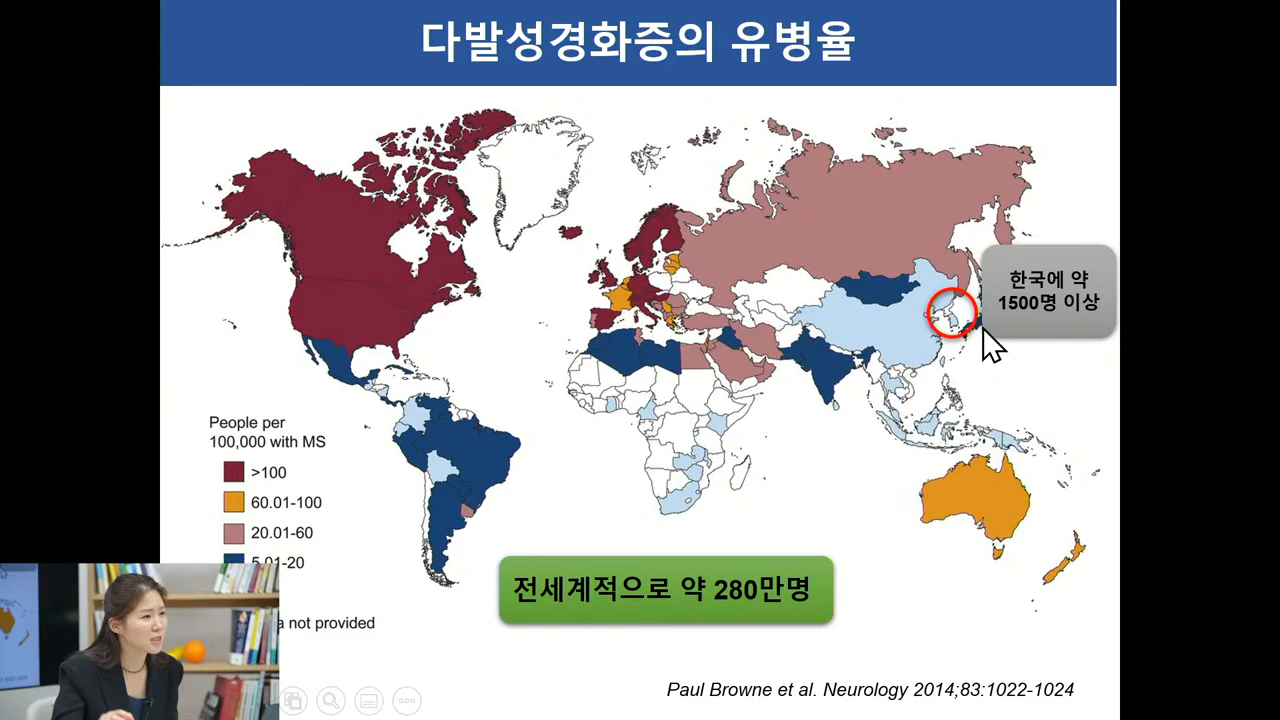 다발성경화증의 유병율
한국에 약
1500명 이상
People per
100,000 with MS
>100
60.01-100
20.01-60
5.01-20
not provided
전세계적으로 약 280만명
Paul Browne et al. Neurology 2014;83:1022-1024